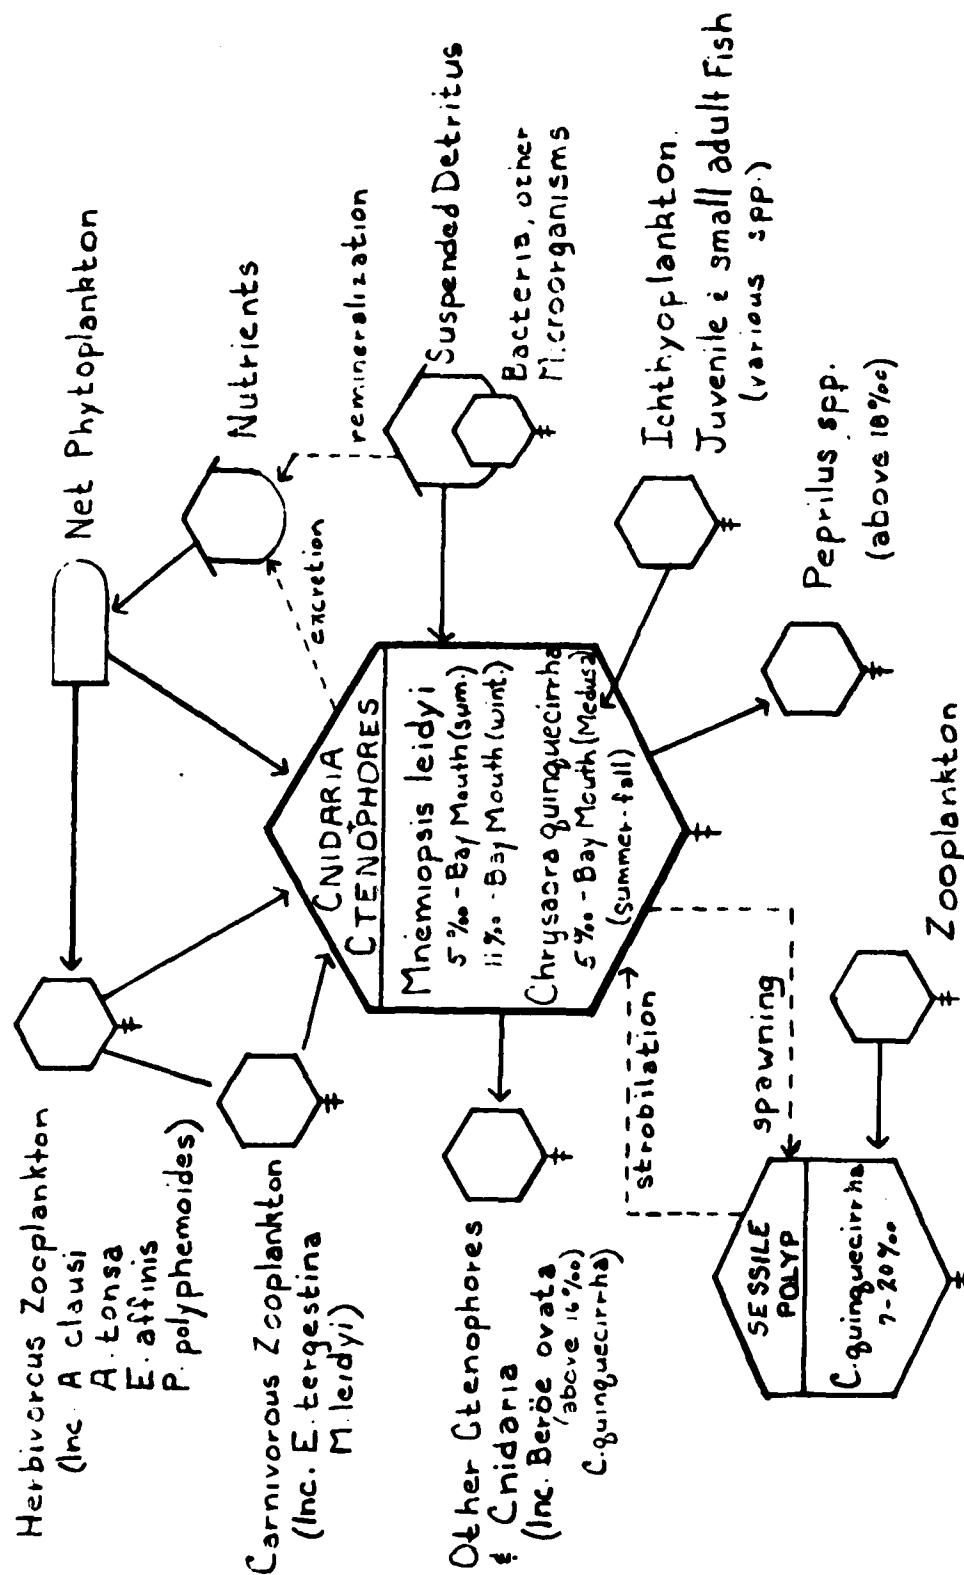 Net Phytoplankton
Nutrients
remineralization
excretion
Suspended Detritus
Bacteria, other
Microorganisms
Ichthyoplankton.
Juvenile & small adult Fish
(various spp.)
Peprilus spp.
(above 18‰)
Herbivorous Zooplankton
(Inc. A clausi
A. tonsa
E. affinis
P. polyphemoides)
Carnivorous Zooplankton
(Inc. E. tergestina
M. leidyi)
CNIDARIA
+
CTENOPHORES
Mnemiopsis leidyi
5‰ - Bay Mouth (sum.)
11‰ - Bay Mouth (wint.)
Chrysaora quinquecirrha
5‰ - Bay Mouth (Medusa)
(summer-fall)
Other Ctenophores
& Cnidaria
(Inc. Beröe ovata
(above 16‰)
C. quinquecirrha)
strobilation
spawning
SESSILE
POLYP
C. quinquecirrha
7-20‰
Zooplankton